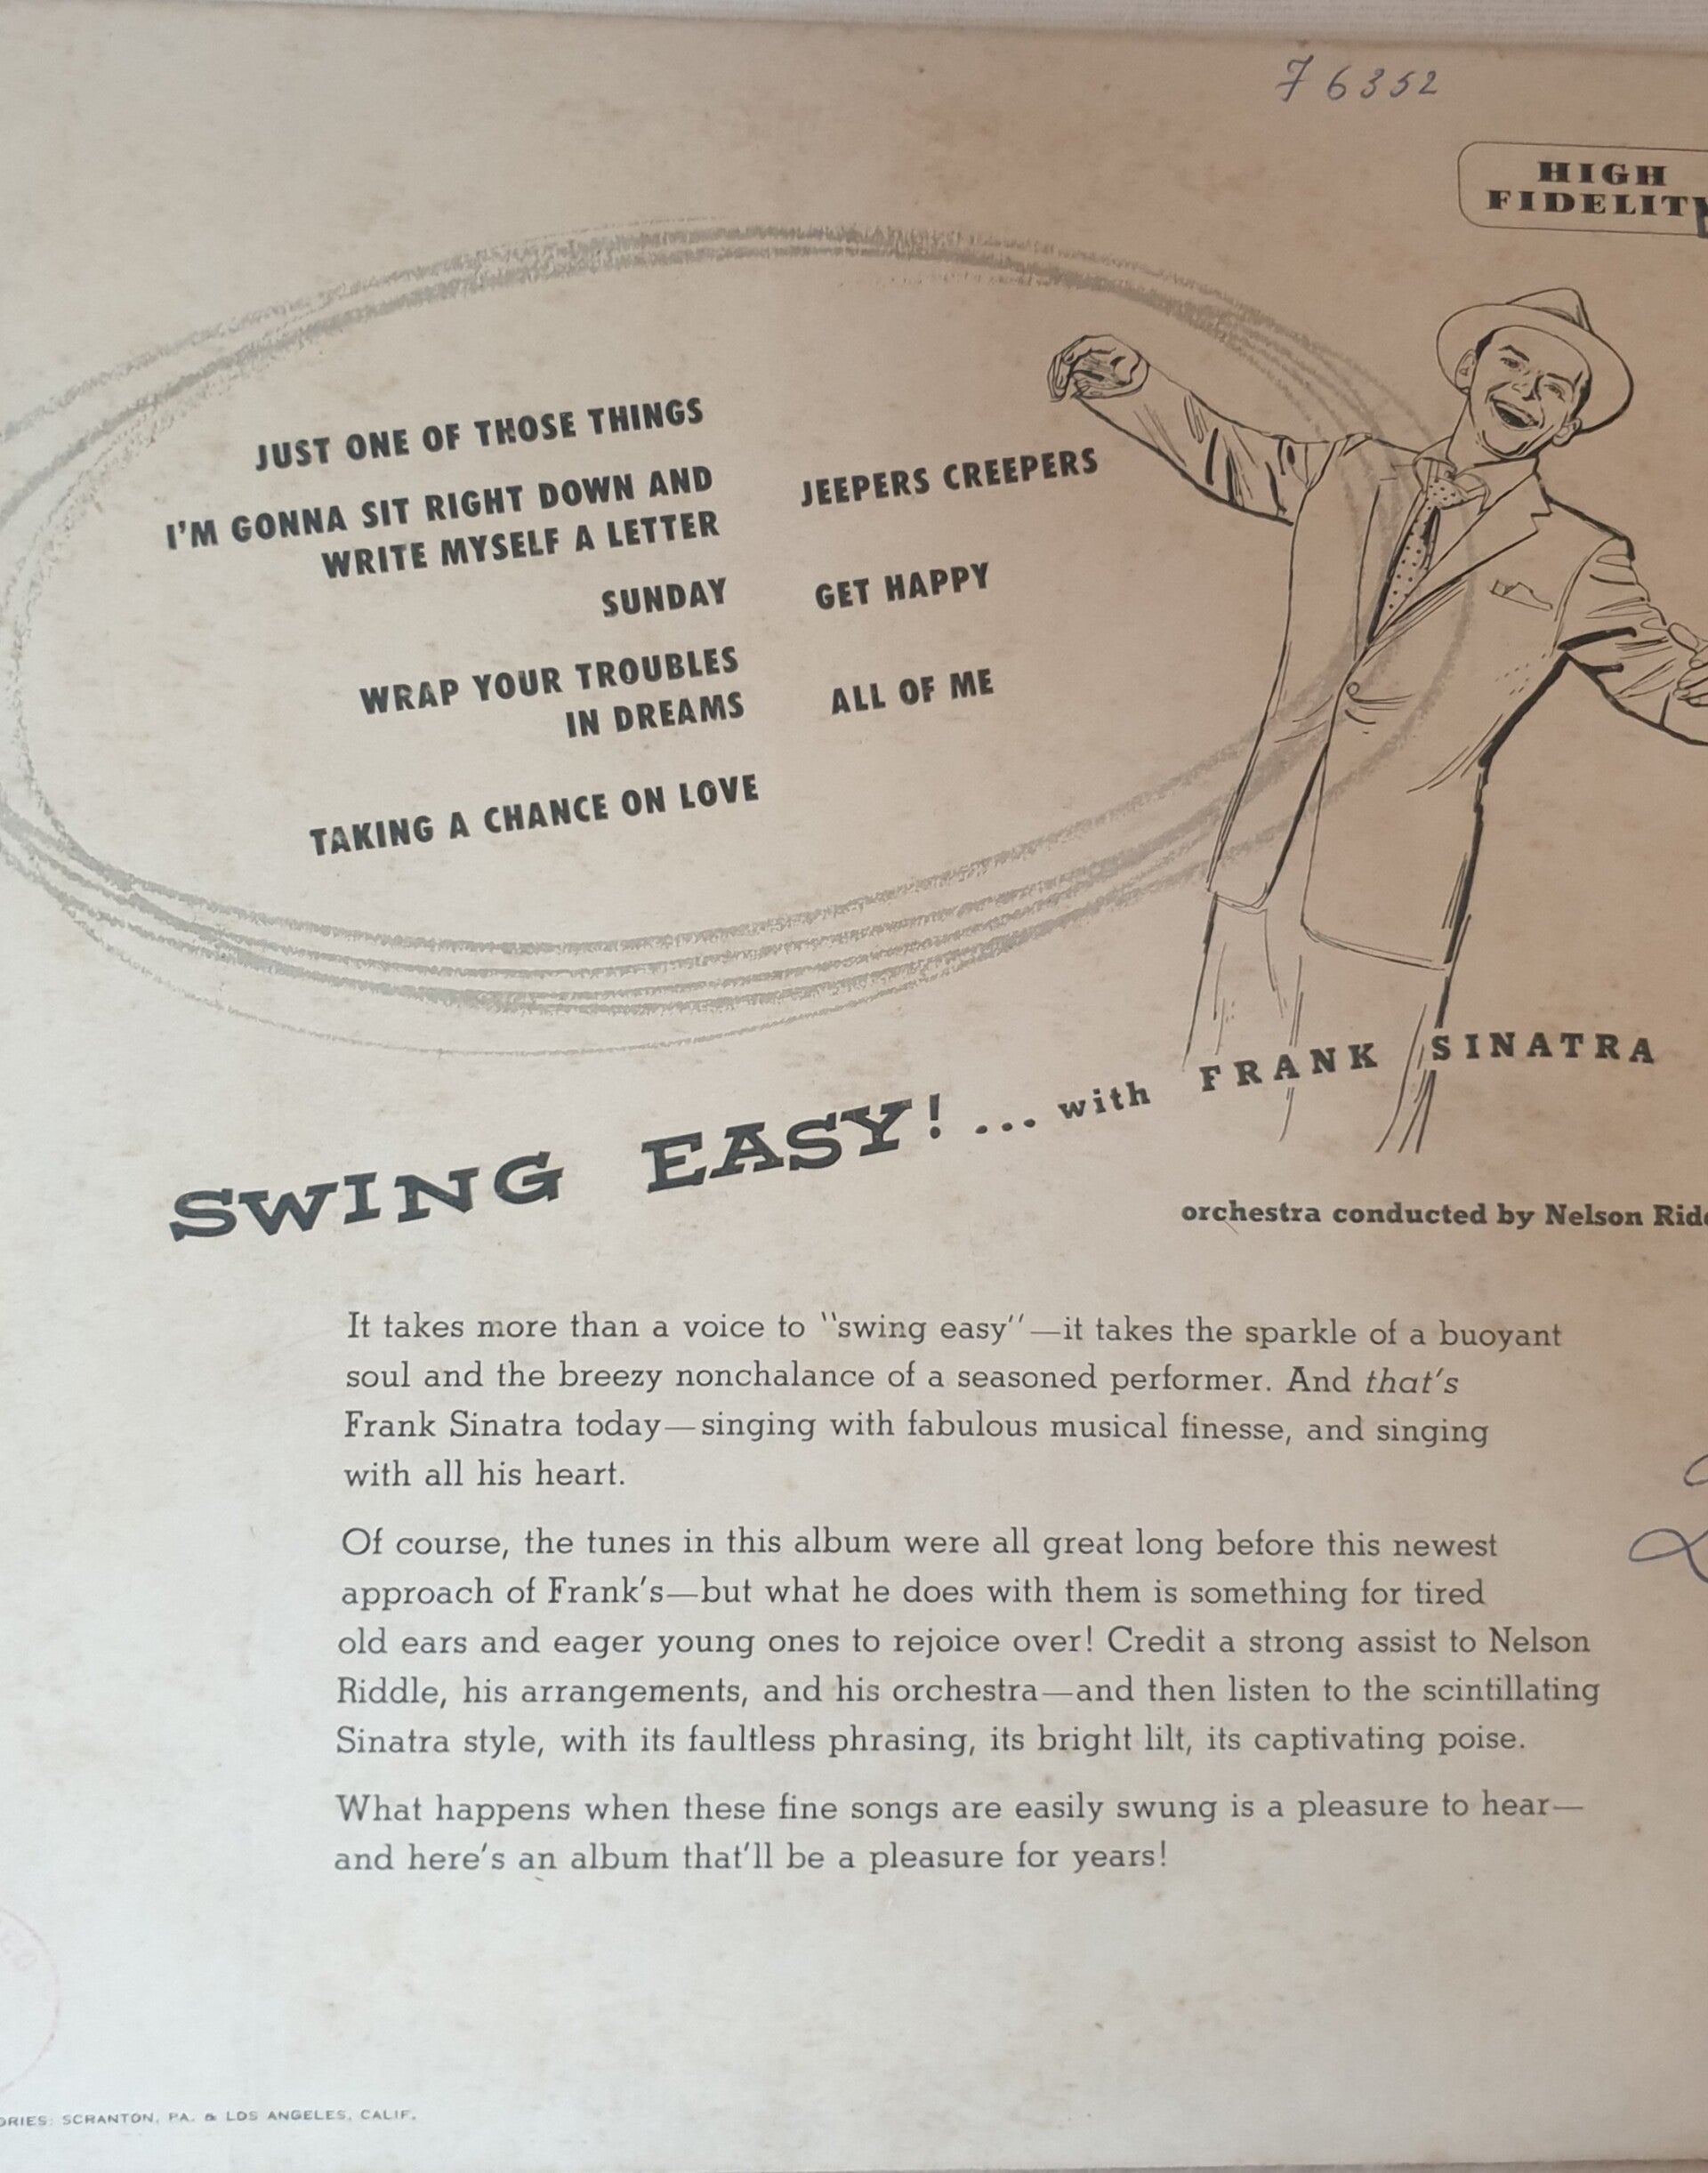 76352
HIGH
FIDELITY
JUST ONE OF THOSE THINGS
I'M GONNA SIT RIGHT DOWN AND
WRITE MYSELF A LETTER
SUNDAY
WRAP YOUR TROUBLES
IN DREAMS
TAKING A CHANCE ON LOVE
JEEPERS CREEPERS
GET HAPPY
ALL OF ME
SWING EASY! ... with FRANK SINATRA
orchestra conducted by Nelson
It takes more than a voice to "swing easy"—it takes the sparkle of a buoyant
soul and the breezy nonchalance of a seasoned performer. And that's
Frank Sinatra today—singing with fabulous musical finesse, and singing
with all his heart.
Of course, the tunes in this album were all great long before this newest
approach of Frank's—but what he does with them is something for tired
old ears and eager young ones to rejoice over! Credit a strong assist to Nelson
Riddle, his arrangements, and his orchestra—and then listen to the scintillating
Sinatra style, with its faultless phrasing, its bright lilt, its captivating poise.
What happens when these fine songs are easily swung is a pleasure to hear—
and here's an album that'll be a pleasure for years!
SCRANTON, PA. & LOS ANGELES, CALIF.